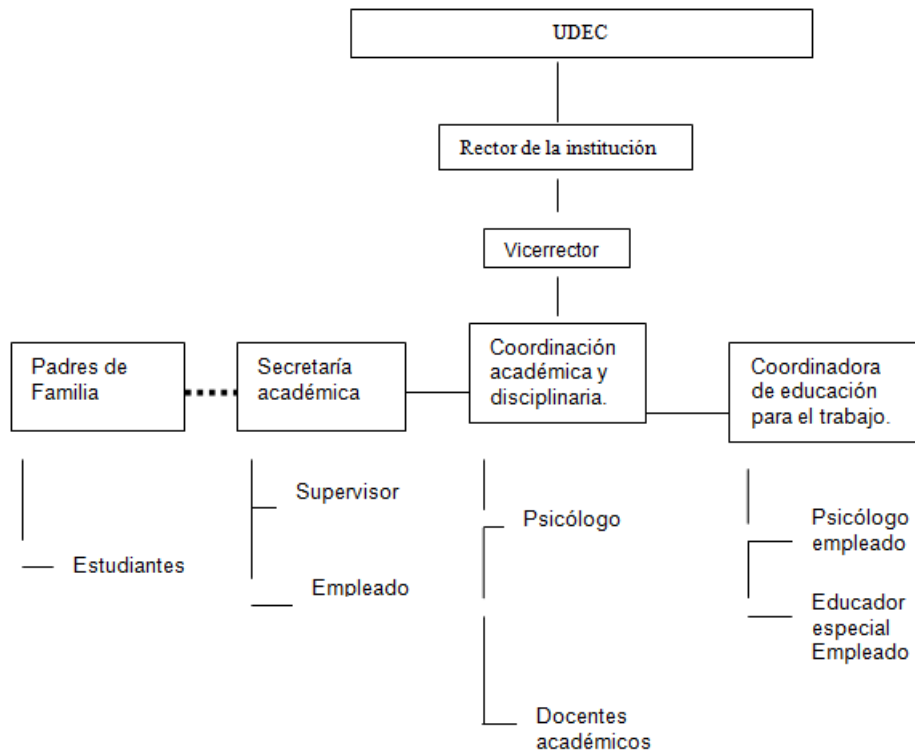 UDEC
Rector de la institución
Vicerrector
Padres de
Familia
Secretaría
académica
Coordinación
académica y
disciplinaria.
Coordinadora
de educación
para el trabajo.
Estudiantes
Supervisor
Empleado
Psicólogo
Docentes
académicos
Psicólogo
empleado
Educador
especial
Empleado